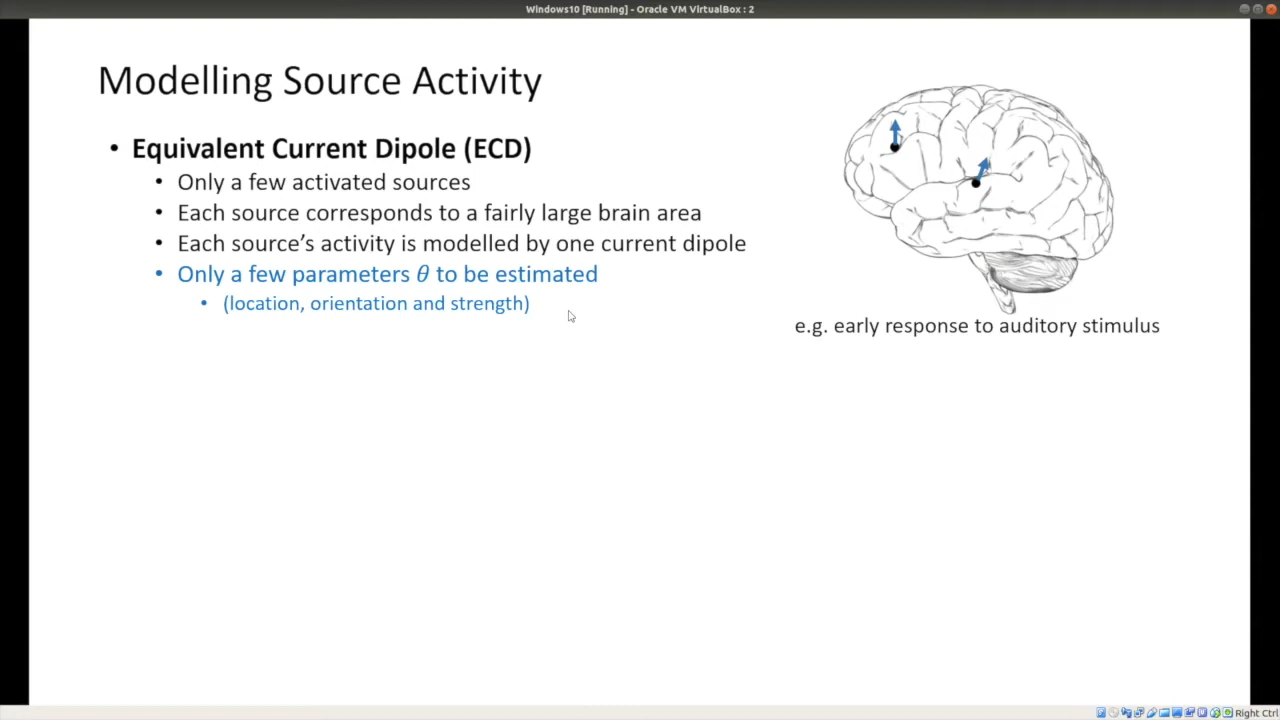 Windows10 [Running] - Oracle VM VirtualBox : 2
Modelling Source Activity
• Equivalent Current Dipole (ECD)
• Only a few activated sources
• Each source corresponds to a fairly large brain area
• Each source’s activity is modelled by one current dipole
• Only a few parameters θ to be estimated
• (location, orientation and strength)
e.g. early response to auditory stimulus
Right Ctrl